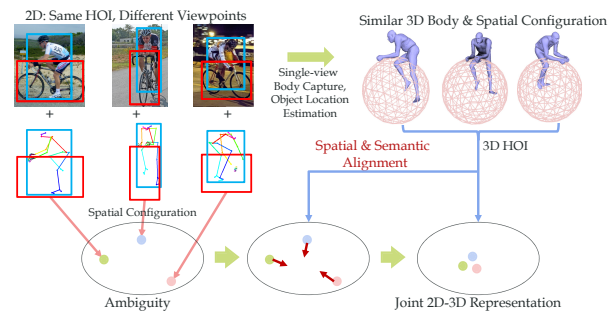 2D: Same HOI, Different Viewpoints
Similar 3D Body & Spatial Configuration
Single-view
Body Capture,
Object Location
Estimation
+ + +
Spatial & Semantic
Alignment
3D HOI
Spatial Configuration
Ambiguity
Joint 2D-3D Representation